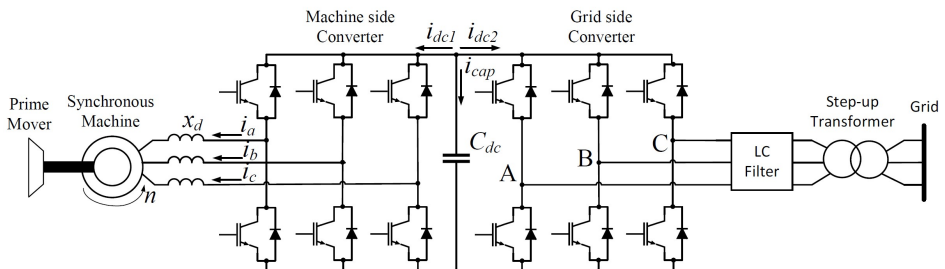 Machine side
Converter
i_dc1
i_dc2
Grid side
Converter
i_cap
Prime
Mover
Synchronous
Machine
x_d
i_a
i_b
i_c
n
C_dc
A
B
C
LC
Filter
Step-up
Transformer
Grid